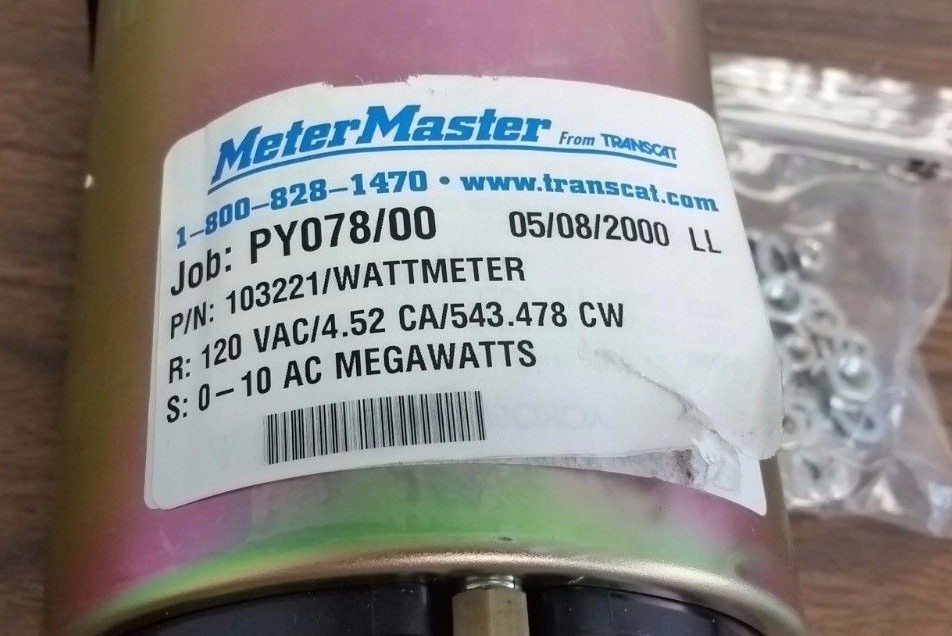 MeterMaster From TRANSCAT
1-800-828-1470 • www.transcat.com
Job: PY078/00 05/08/2000 LL
P/N: 103221/WATTMETER
R: 120 VAC/4.52 CA/543.478 CW
S: 0-10 AC MEGAWATTS